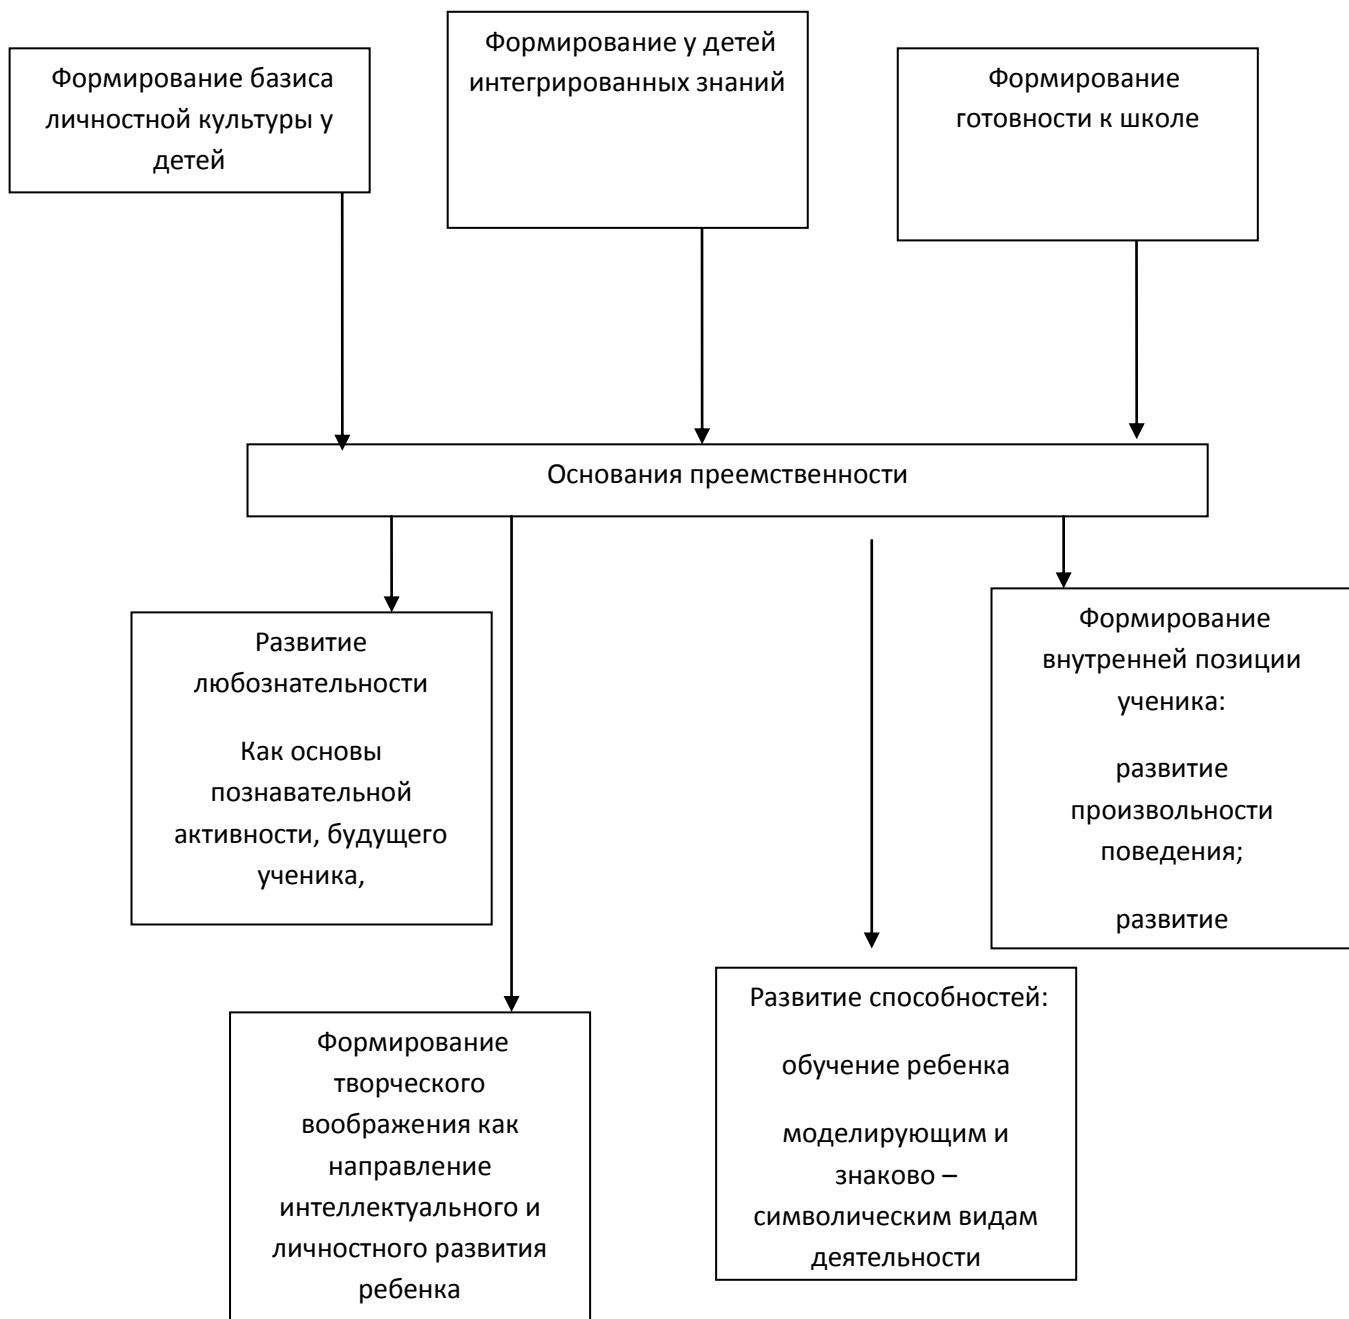 Формирование базиса
личностной культуры у
детей
Формирование у детей
интегрированных знаний
Формирование
готовности к школе
Основания преемственности
Развитие
любознательности
Как основы
познавательной
активности, будущего
ученика,
Формирование
внутренней позиции
ученика:
развитие
произвольности
поведения;
развитие
Формирование
творческого
воображения как
направление
интеллектуального и
личностного развития
ребенка
Развитие способностей:
обучение ребенка
моделирующим и
знаково –
символическим видам
деятельности